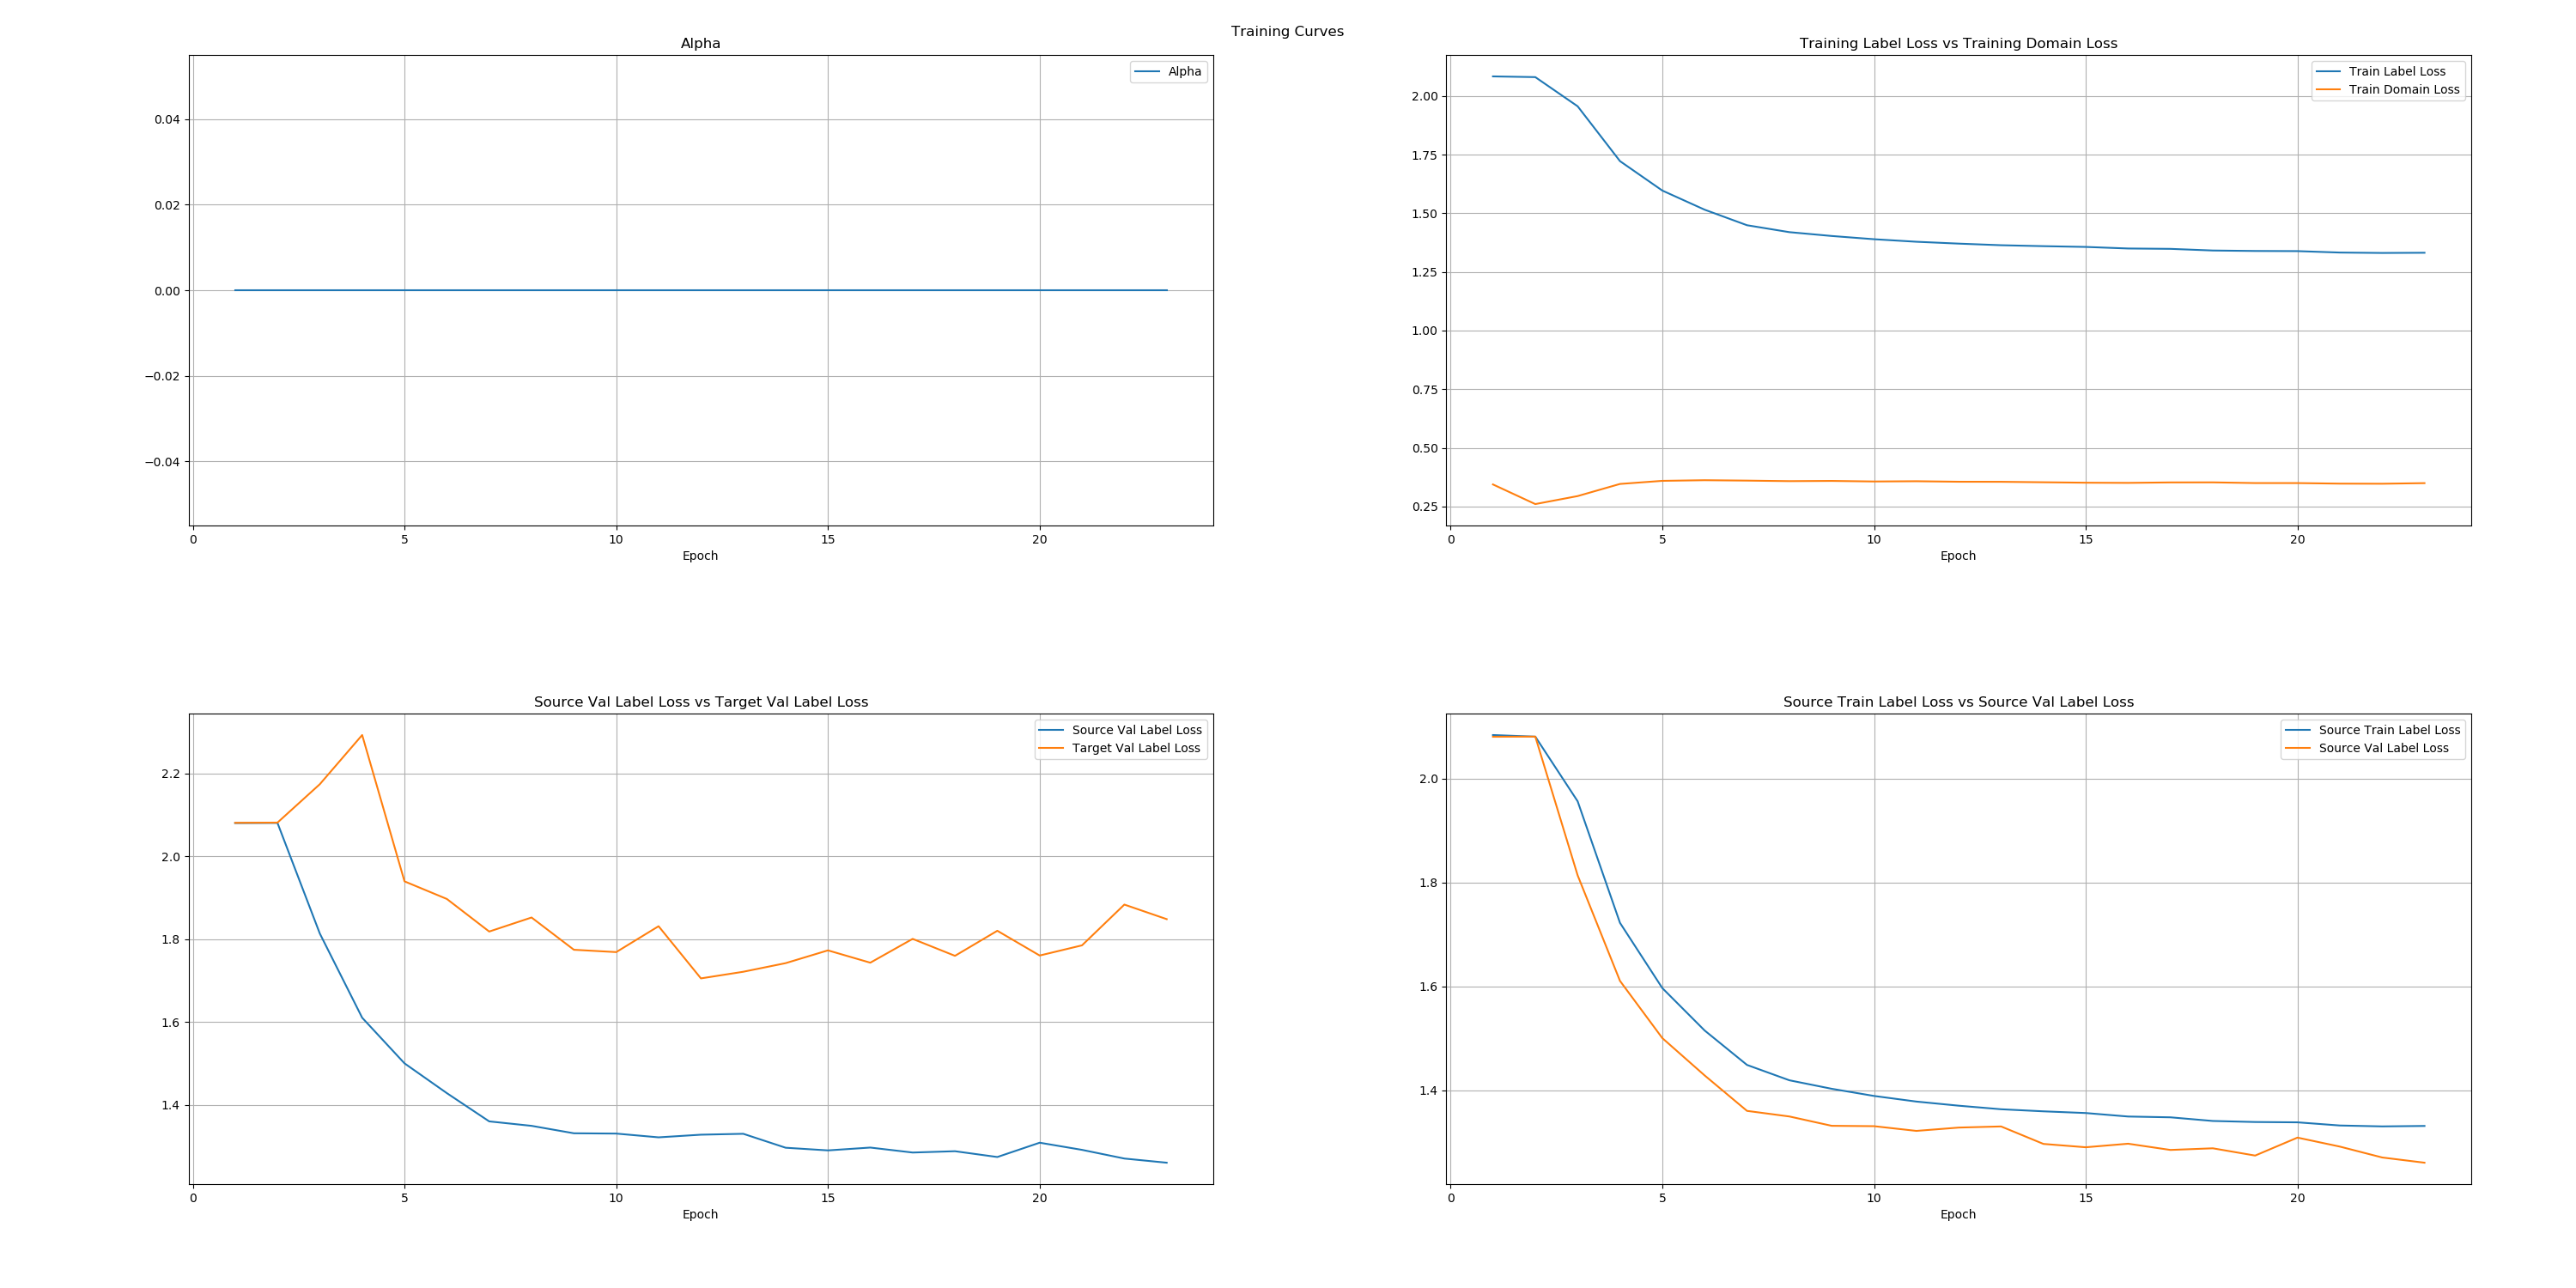 Training Curves
Alpha
Alpha
0.04
0.02
0.00
−0.02
−0.04
0
5
10
15
20
Epoch
Training Label Loss vs Training Domain Loss
Train Label Loss
Train Domain Loss
2.00
1.75
1.50
1.25
1.00
0.75
0.50
0.25
0
5
10
15
20
Epoch
Source Val Label Loss vs Target Val Label Loss
Source Val Label Loss
Target Val Label Loss
2.2
2.0
1.8
1.6
1.4
0
5
10
15
20
Epoch
Source Train Label Loss vs Source Val Label Loss
Source Train Label Loss
Source Val Label Loss
2.0
1.8
1.6
1.4
0
5
10
15
20
Epoch